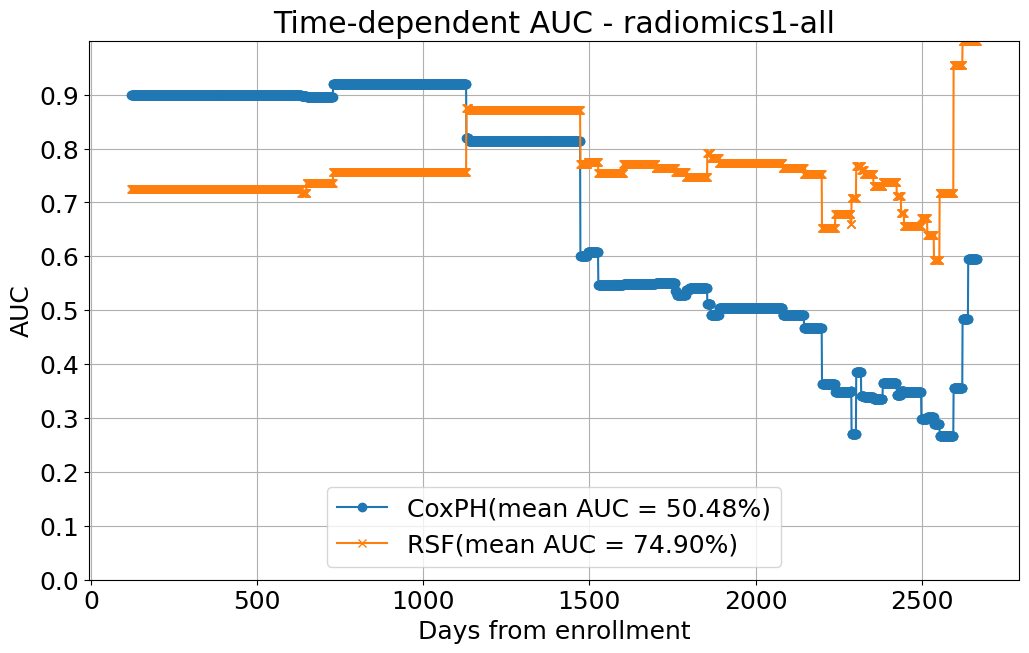 Time-dependent AUC - radiomics1-all
AUC
0.9
0.8
0.7
0.6
0.5
0.4
0.3
0.2
0.1
0.0
CoxPH(mean AUC = 50.48%)
RSF(mean AUC = 74.90%)
0 500 1000 1500 2000 2500
Days from enrollment